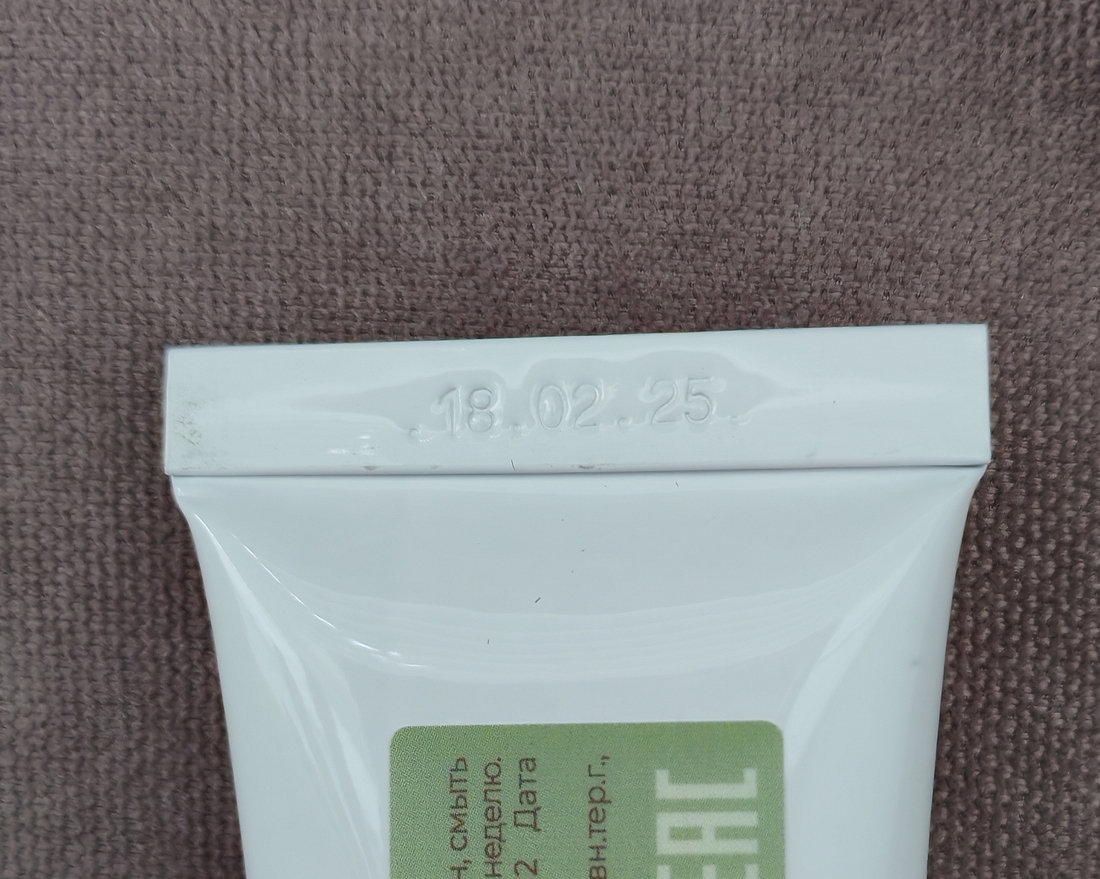 18.02.25
н, смыть
неделю.
2 Дата
вн.тер.г.,
EAC